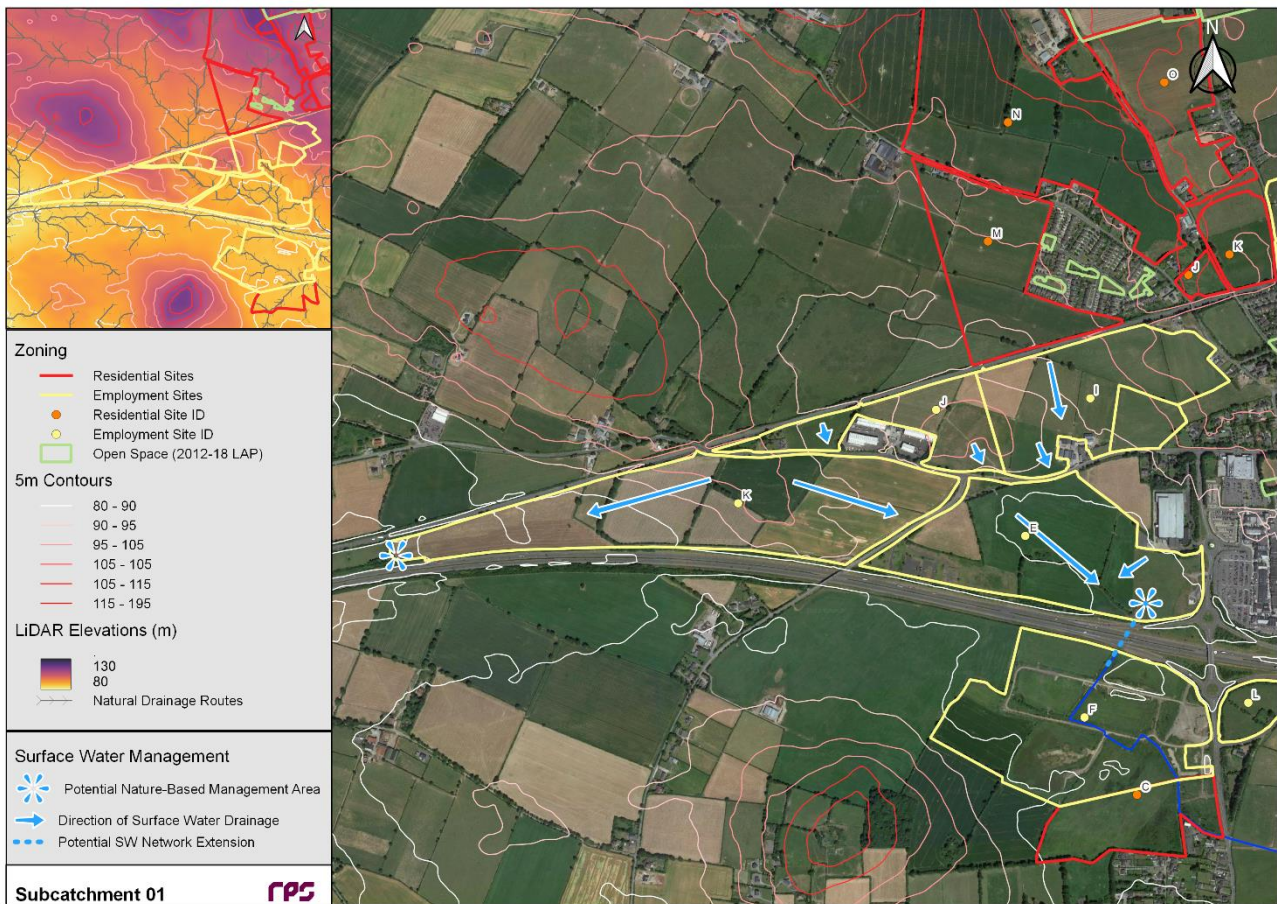 Zoning
Residential Sites
Employment Sites
Residential Site ID
Employment Site ID
Open Space (2012-18 LAP)
5m Contours
80 - 90
90 - 95
95 - 105
105 - 105
105 - 115
115 - 195
LiDAR Elevations (m)
130
80
Natural Drainage Routes
Surface Water Management
Potential Nature-Based Management Area
Direction of Surface Water Drainage
Potential SW Network Extension
Subcatchment 01
rps
N
O
N
M
K
J
J
I
K
E
F
L
C